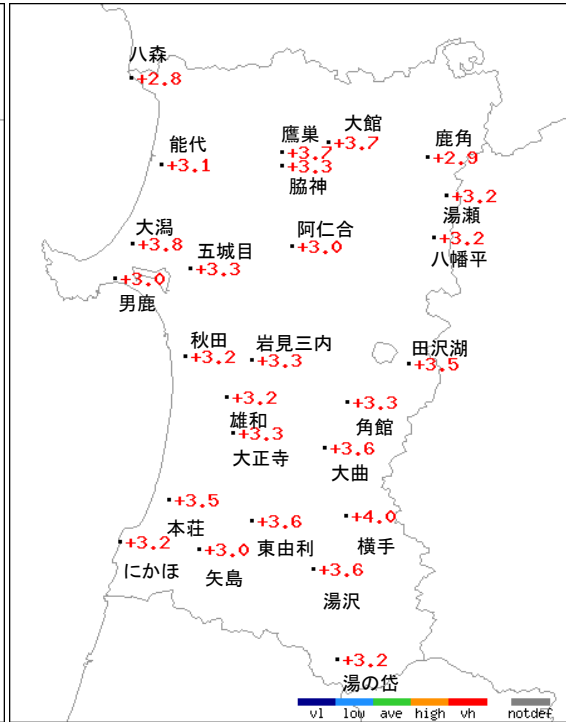 八森
+2.8
能代
+3.1
鷹巣
+3.7
大館
+3.7
+3.3
脇神
鹿角
+2.9
+3.2
湯瀬
+3.2
八幡平
大潟
+3.8
五城目
+3.3
阿仁合
+3.0
+3.0
男鹿
秋田
+3.2
岩見三内
+3.3
田沢湖
+3.5
+3.2
雄和
+3.3
大正寺
+3.3
角館
+3.6
大曲
+3.5
本荘
+3.6
東由利
+4.0
横手
+3.2
にかほ
+3.0
矢島
+3.6
湯沢
+3.2
湯の岱
vl low ave high vh notdef